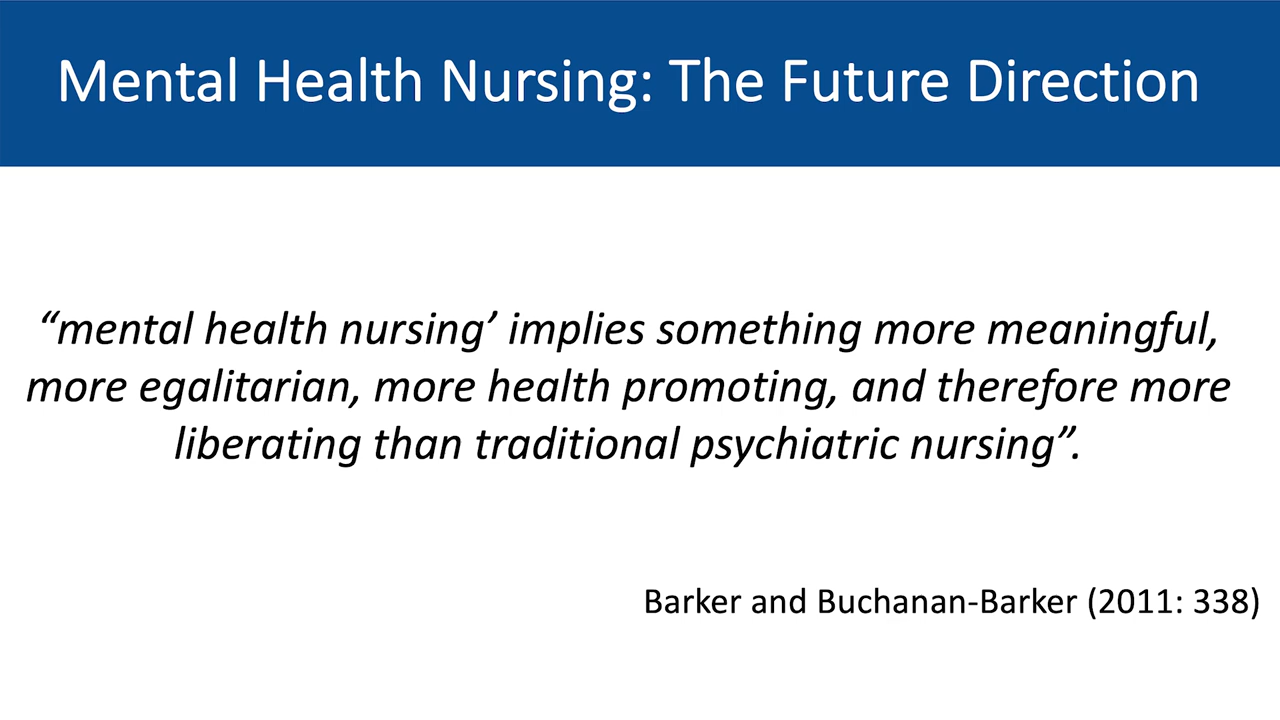 Mental Health Nursing: The Future Direction
“mental health nursing’ implies something more meaningful,
more egalitarian, more health promoting, and therefore more
liberating than traditional psychiatric nursing”.
Barker and Buchanan-Barker (2011: 338)